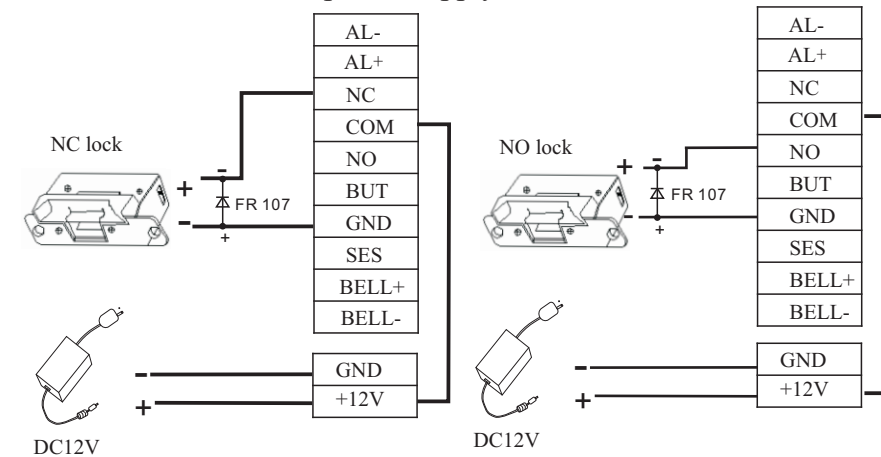 NC lock
+
-
-
FR 107
+
AL-
AL+
NC
COM
NO
BUT
GND
SES
BELL+
BELL-
-
+
DC12V
GND
+12V
NO lock
+
-
-
FR 107
+
AL-
AL+
NC
COM
NO
BUT
GND
SES
BELL+
BELL-
-
+
DC12V
GND
+12V